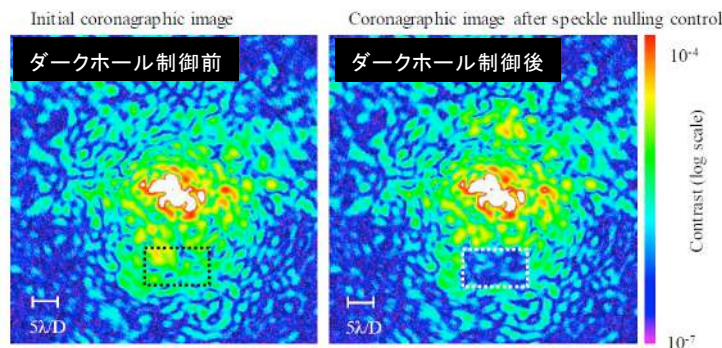 Initial coronagraphic image
Coronagraphic image after speckle nulling control
ダークホール制御前
ダークホール制御後
10⁻⁴
Contrast (log scale)
5λ/D
5λ/D
10⁻⁷